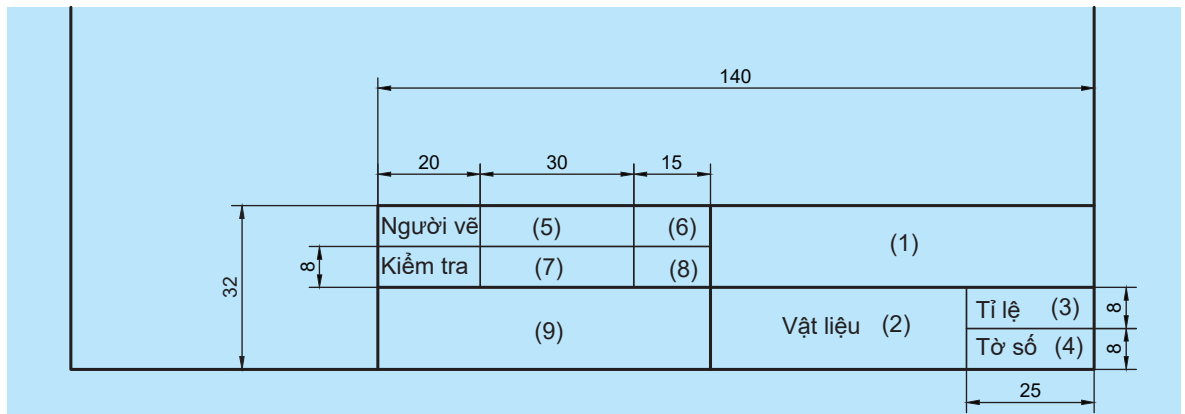 140
20 30 15
Người vẽ (5) (6)
(1)
Kiểm tra (7) (8)
8
32
(9)
Vật liệu (2)
Tỉ lệ (3)
8
Tờ số (4)
8
25